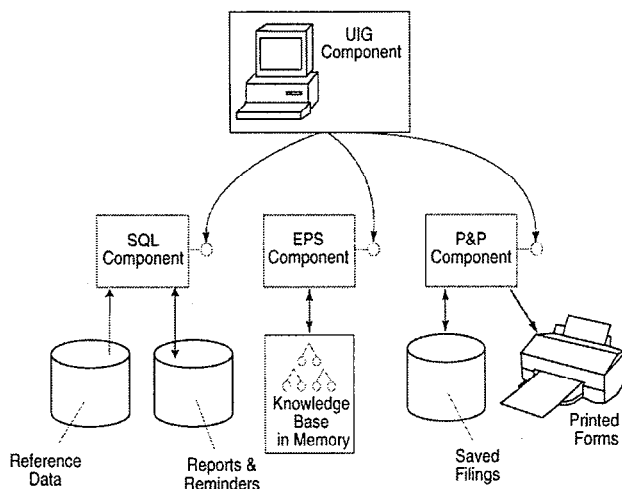 UIG
Component
SQL
Component
EPS
Component
P&P
Component
Knowledge
Base
in Memory
Reference
Data
Reports &
Reminders
Saved
Filings
Printed
Forms